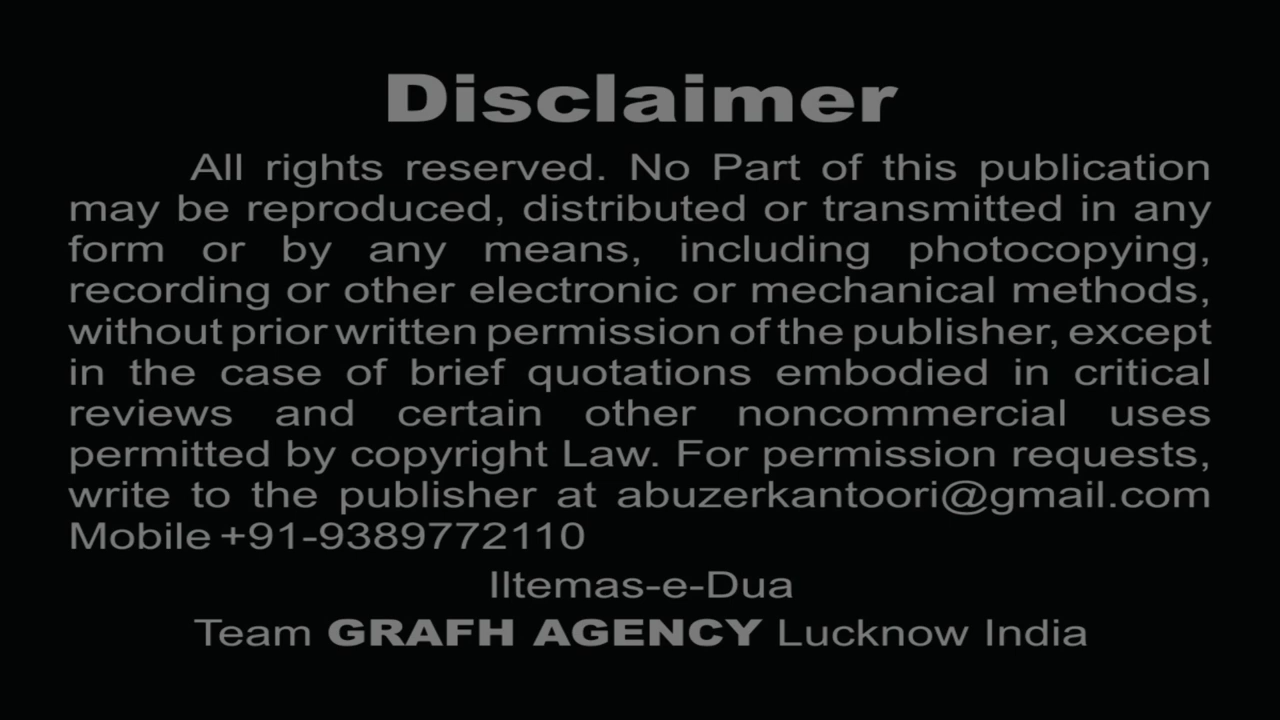 Disclaimer
All rights reserved. No Part of this publication
may be reproduced, distributed or transmitted in any
form or by any means, including photocopying,
recording or other electronic or mechanical methods,
without prior written permission of the publisher, except
in the case of brief quotations embodied in critical
reviews and certain other noncommercial uses
permitted by copyright Law. For permission requests,
write to the publisher at abuzerkantoori@gmail.com
Mobile +91-9389772110
IItemas-e-Dua
Team GRAFH AGENCY Lucknow India